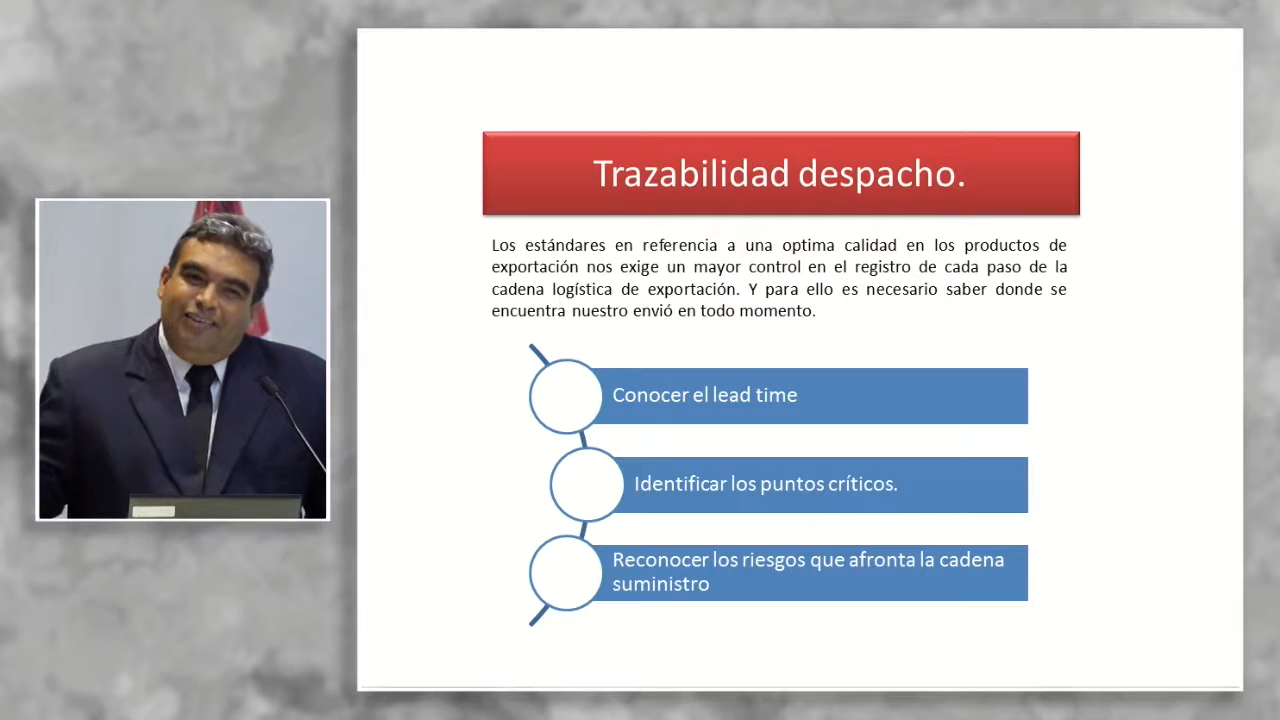 Trazabilidad despacho.
Los estándares en referencia a una optima calidad en los productos de
exportación nos exige un mayor control en el registro de cada paso de la
cadena logística de exportación. Y para ello es necesario saber donde se
encuentra nuestro envió en todo momento.
Conocer el lead time
Identificar los puntos críticos.
Reconocer los riesgos que afronta la cadena
suministro